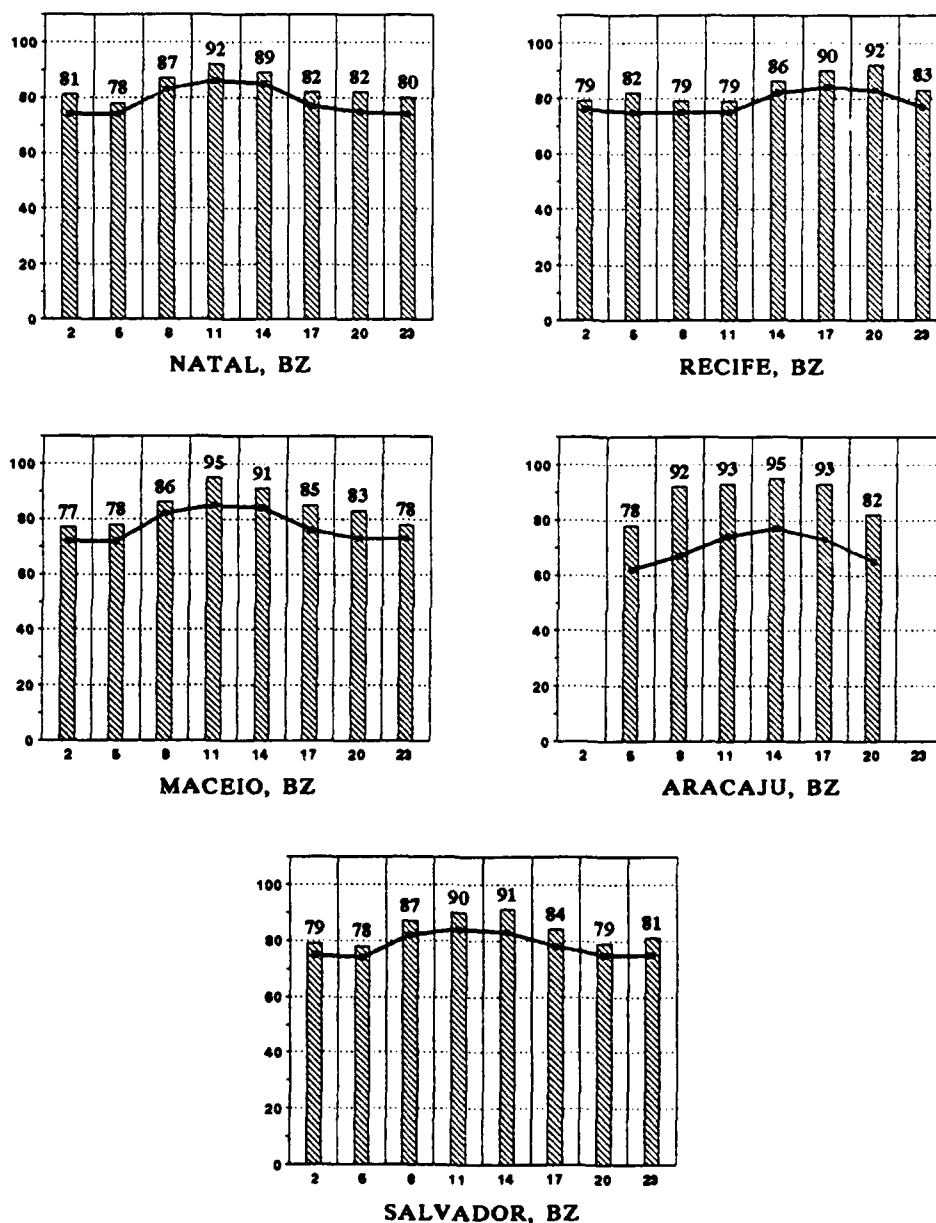 100
80
60
40
20
0
81 78 87 92 89 82 82 80
2 5 8 11 14 17 20 23
NATAL, BZ
100
80
60
40
20
0
79 82 79 79 86 90 92 83
2 5 8 11 14 17 20 23
RECIFE, BZ
100
80
60
40
20
0
77 78 86 95 91 85 83 78
2 5 8 11 14 17 20 23
MACEIO, BZ
100
80
60
40
20
0
78 92 93 95 93 82
2 5 8 11 14 17 20 23
ARACAJU, BZ
100
80
60
40
20
0
79 78 87 90 91 84 79 81
2 5 8 11 14 17 20 23
SALVADOR, BZ